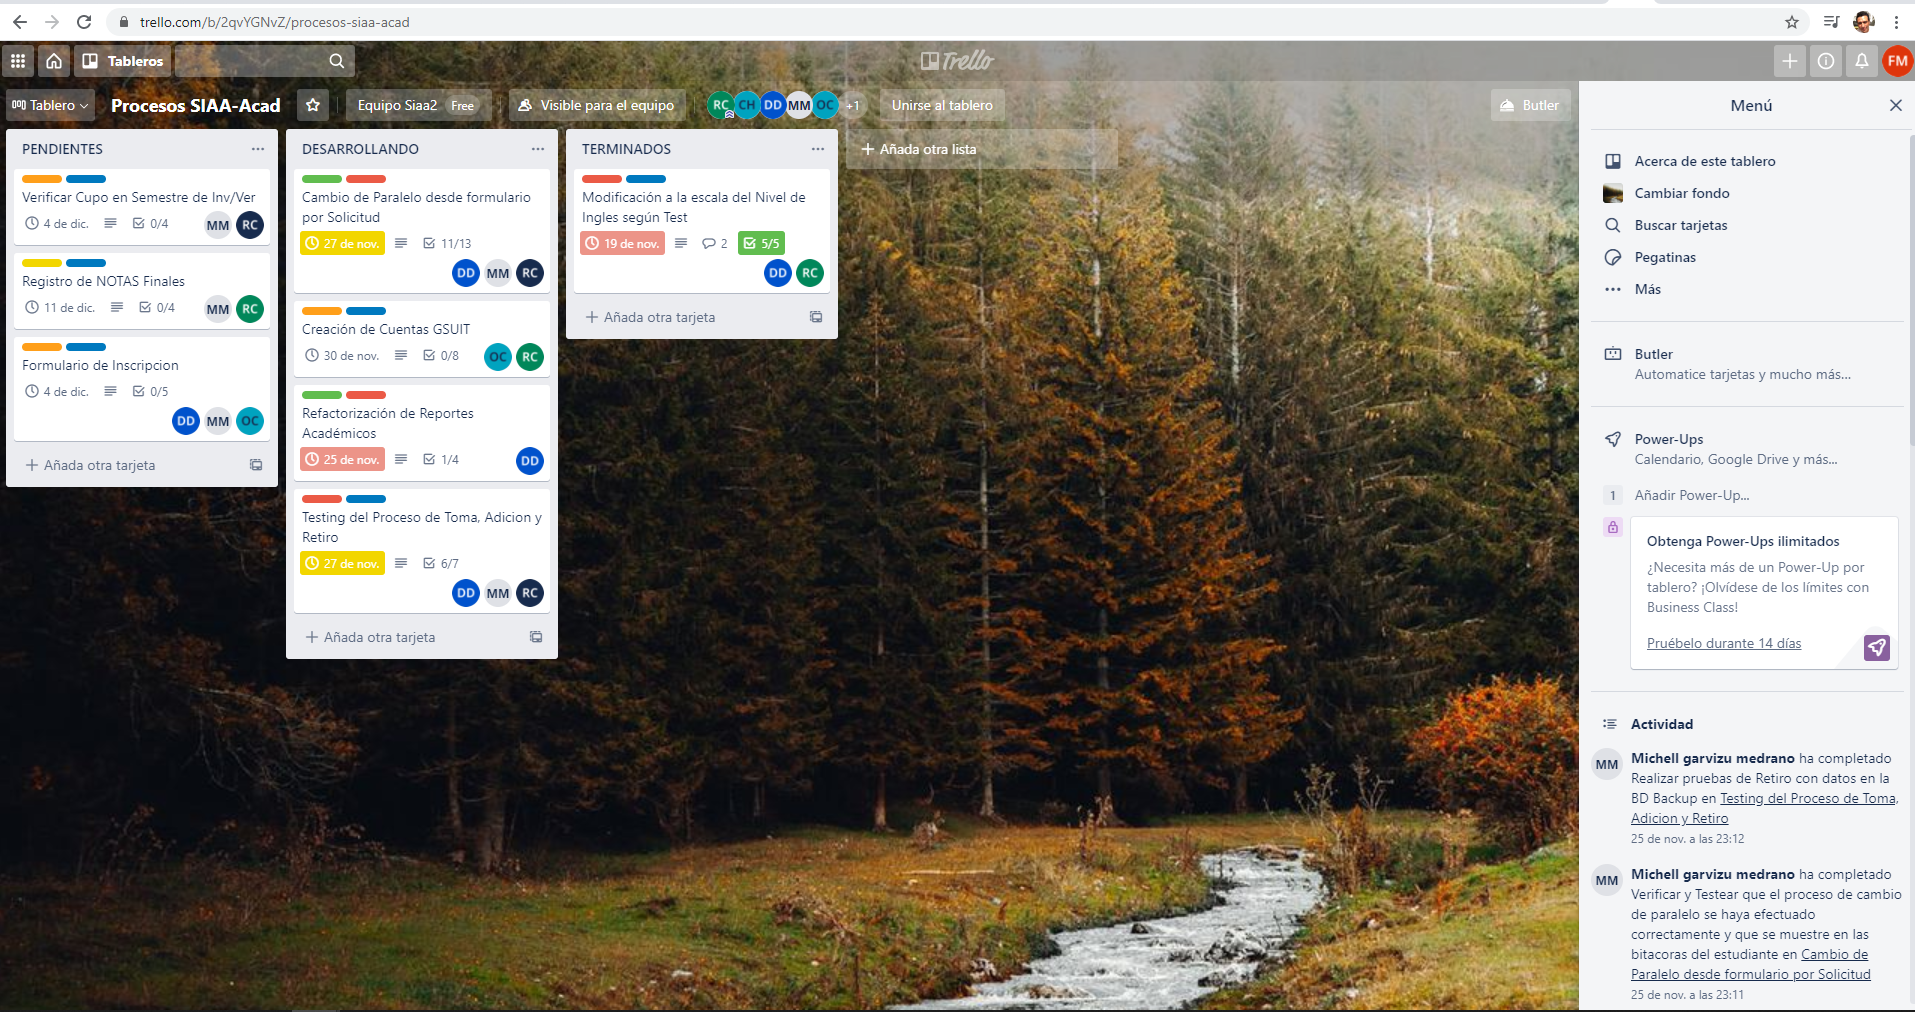 trello.com/b/2qvYGNvZ/procesos-siaa-acad
Tableros
Trello
FM
Tablero
Procesos SIAA-Acad
Equipo Siaa2 Free
Visible para el equipo
RC CH DD MM OC +1
Unirse al tablero
Butler
PENDIENTES
Verificar Cupo en Semestre de Inv/Ver
4 de dic. 0/4
MM RC
Registro de NOTAS Finales
11 de dic. 0/4
MM RC
Formulario de Inscripcion
4 de dic. 0/5
DD MM OC
+ Añada otra tarjeta
DESARROLLANDO
Cambio de Paralelo desde formulario
por Solicitud
27 de nov. 11/13
DD MM RC
Creación de Cuentas GSUIT
30 de nov. 0/8
OC RC
Refactorización de Reportes
Académicos
25 de nov. 1/4
DD
Testing del Proceso de Toma, Adicion y
Retiro
27 de nov. 6/7
DD MM RC
+ Añada otra tarjeta
TERMINADOS
Modificación a la escala del Nivel de
Ingles según Test
19 de nov. 2 5/5
DD RC
+ Añada otra tarjeta
+ Añada otra lista
Menú
Acerca de este tablero
Cambiar fondo
Buscar tarjetas
Pegatinas
Más
Butler
Automatice tarjetas y mucho más...
Power-Ups
Calendario, Google Drive y más...
1 Añadir Power-Up...
Obtenga Power-Ups ilimitados
¿Necesita más de un Power-Up por
tablero? ¡Olvídese de los límites con
Business Class!
Pruébelo durante 14 días
Actividad
MM
Michell garvizu medrano ha completado
Realizar pruebas de Retiro con datos en la
BD Backup en Testing del Proceso de Toma,
Adicion y Retiro
25 de nov. a las 23:12
MM
Michell garvizu medrano ha completado
Verificar y Testear que el proceso de cambio
de paralelo se haya efectuado
correctamente y que se muestre en las
bitacoras del estudiante en Cambio de
Paralelo desde formulario por Solicitud
25 de nov. a las 23:11